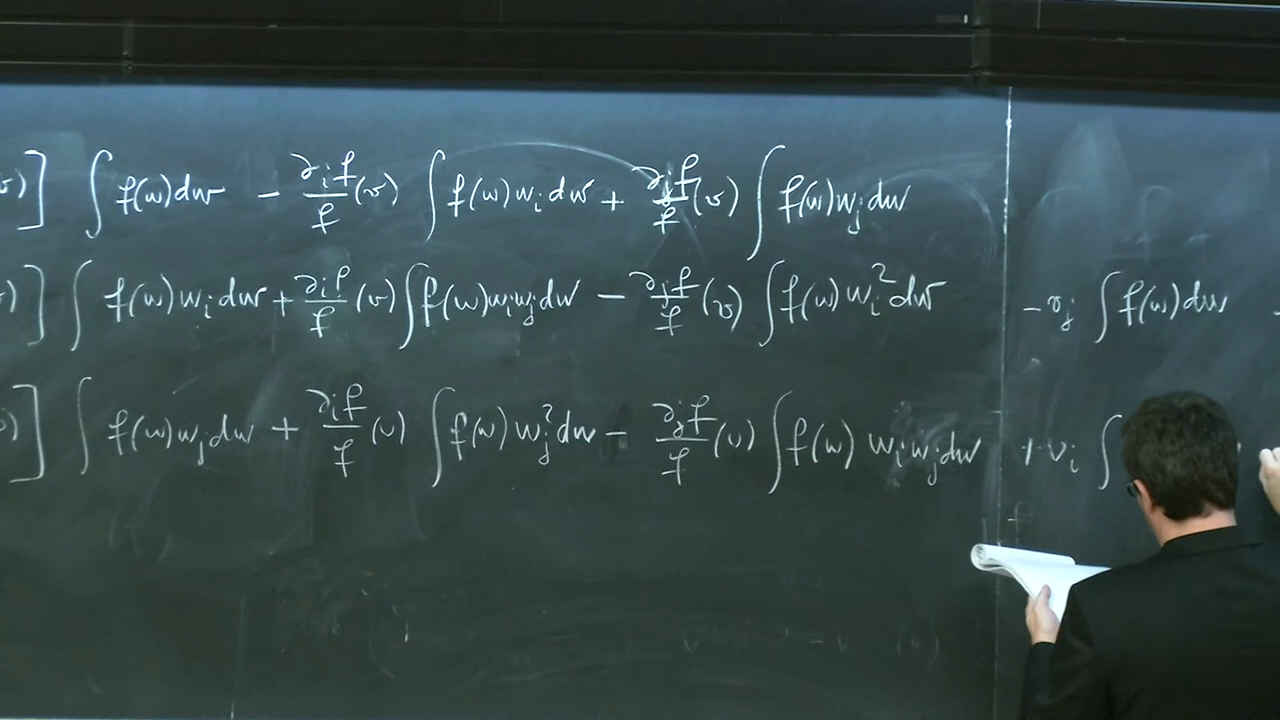 v)] ∫ f(w)dw − ∂ᵢf/f (v) ∫ f(w)wᵢ dw + ∂ⱼf/f (v) ∫ f(w)wⱼ dw
)] ∫ f(w)wᵢ dw + ∂ᵢf/f (v) ∫ f(w)wᵢwⱼ dw − ∂ⱼf/f (v) ∫ f(w)wᵢ² dw − vⱼ ∫ f(w)dw −
)] ∫ f(w)wⱼ dw + ∂ᵢf/f (v) ∫ f(w)wⱼ² dw − ∂ⱼf/f (v) ∫ f(w) wᵢwⱼ dw + vᵢ ∫